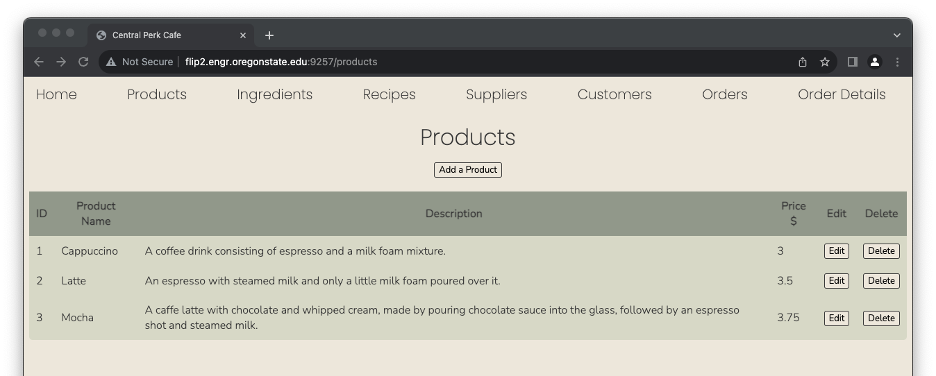 Central Perk Cafe
Not Secure flip2.engr.oregonstate.edu:9257/products
Home Products Ingredients Recipes Suppliers Customers Orders Order Details
Products
Add a Product
ID Product Name Description Price $ Edit Delete
1 Cappuccino A coffee drink consisting of espresso and a milk foam mixture. 3 Edit Delete
2 Latte An espresso with steamed milk and only a little milk foam poured over it. 3.5 Edit Delete
3 Mocha A caffe latte with chocolate and whipped cream, made by pouring chocolate sauce into the glass, followed by an espresso
shot and steamed milk. 3.75 Edit Delete